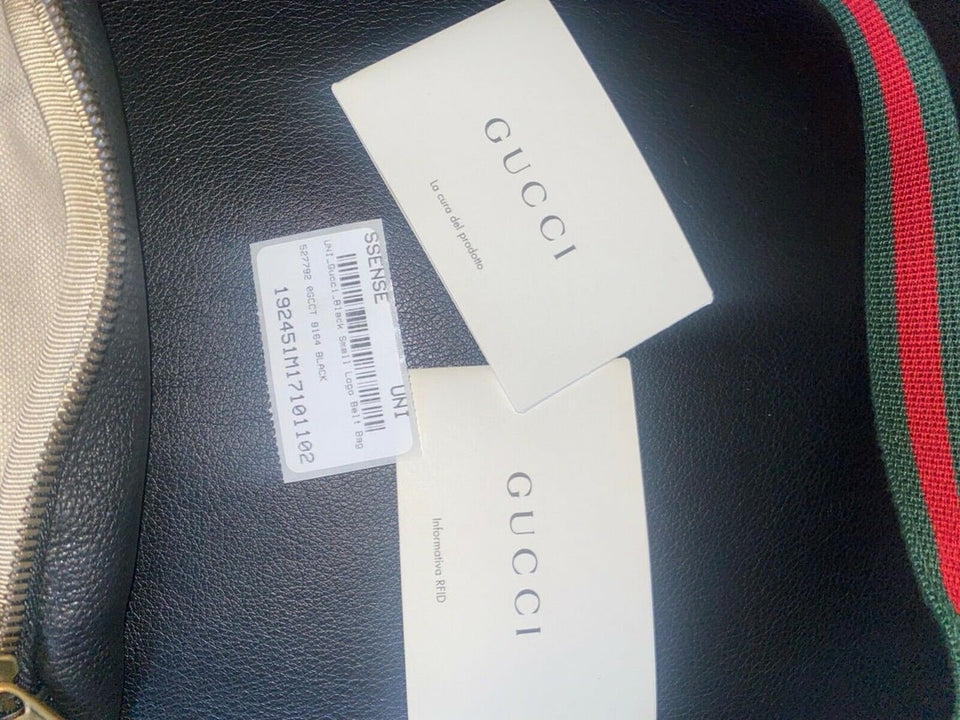 GUCCI
La cura del prodotto
SSENSE UNI
UNI_Gucci_Black Small Logo Belt Bag
527792 0GCCT 8164 BLACK
192451M17101102
GUCCI
Informativa RFID